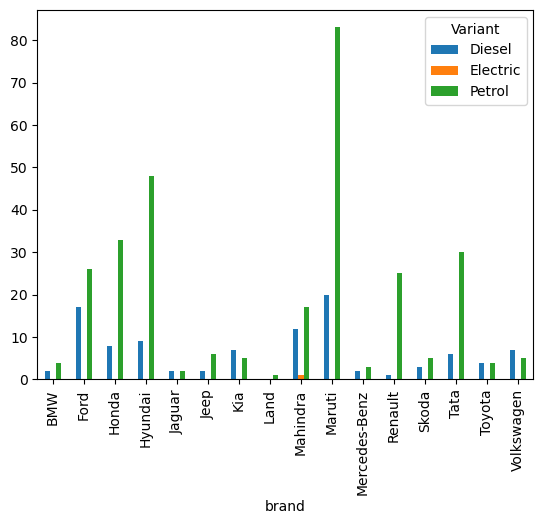 Variant
Diesel
Electric
Petrol
80
70
60
50
40
30
20
10
0
BMW
Ford
Honda
Hyundai
Jaguar
Jeep
Kia
Land
Mahindra
Maruti
Mercedes-Benz
Renault
Skoda
Tata
Toyota
Volkswagen
brand